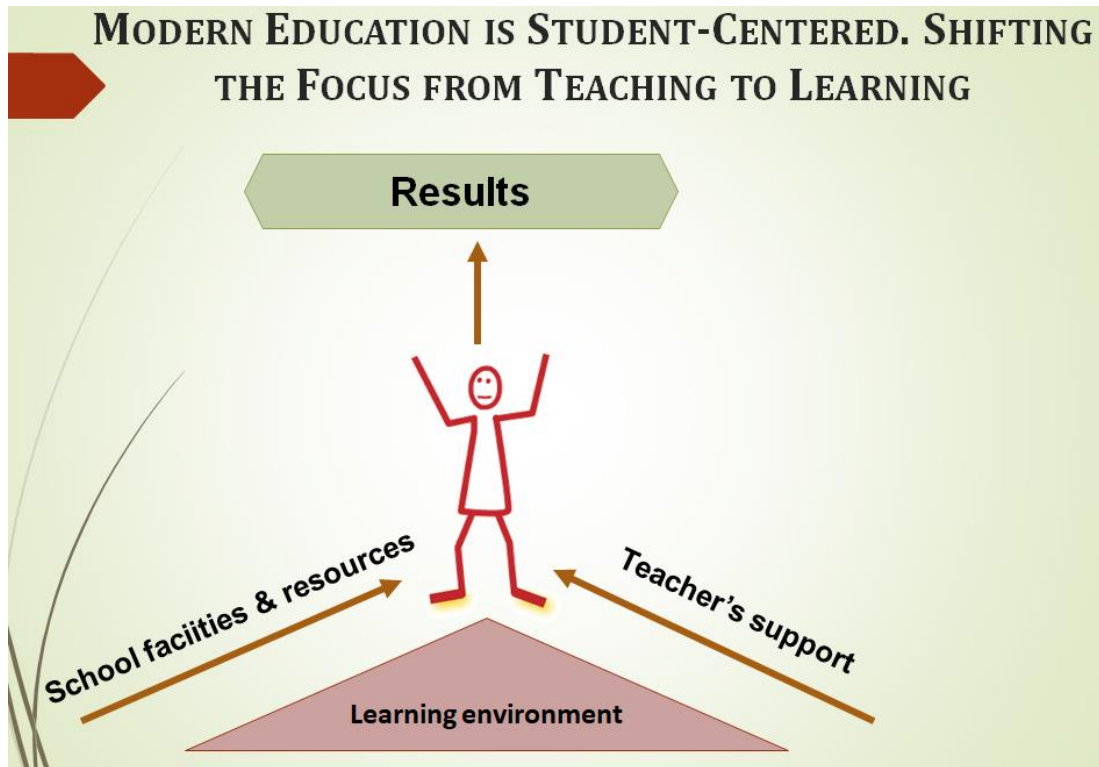 MODERN EDUCATION IS STUDENT-CENTERED. SHIFTING
THE FOCUS FROM TEACHING TO LEARNING
Results
School faciities & resources
Teacher's support
Learning environment